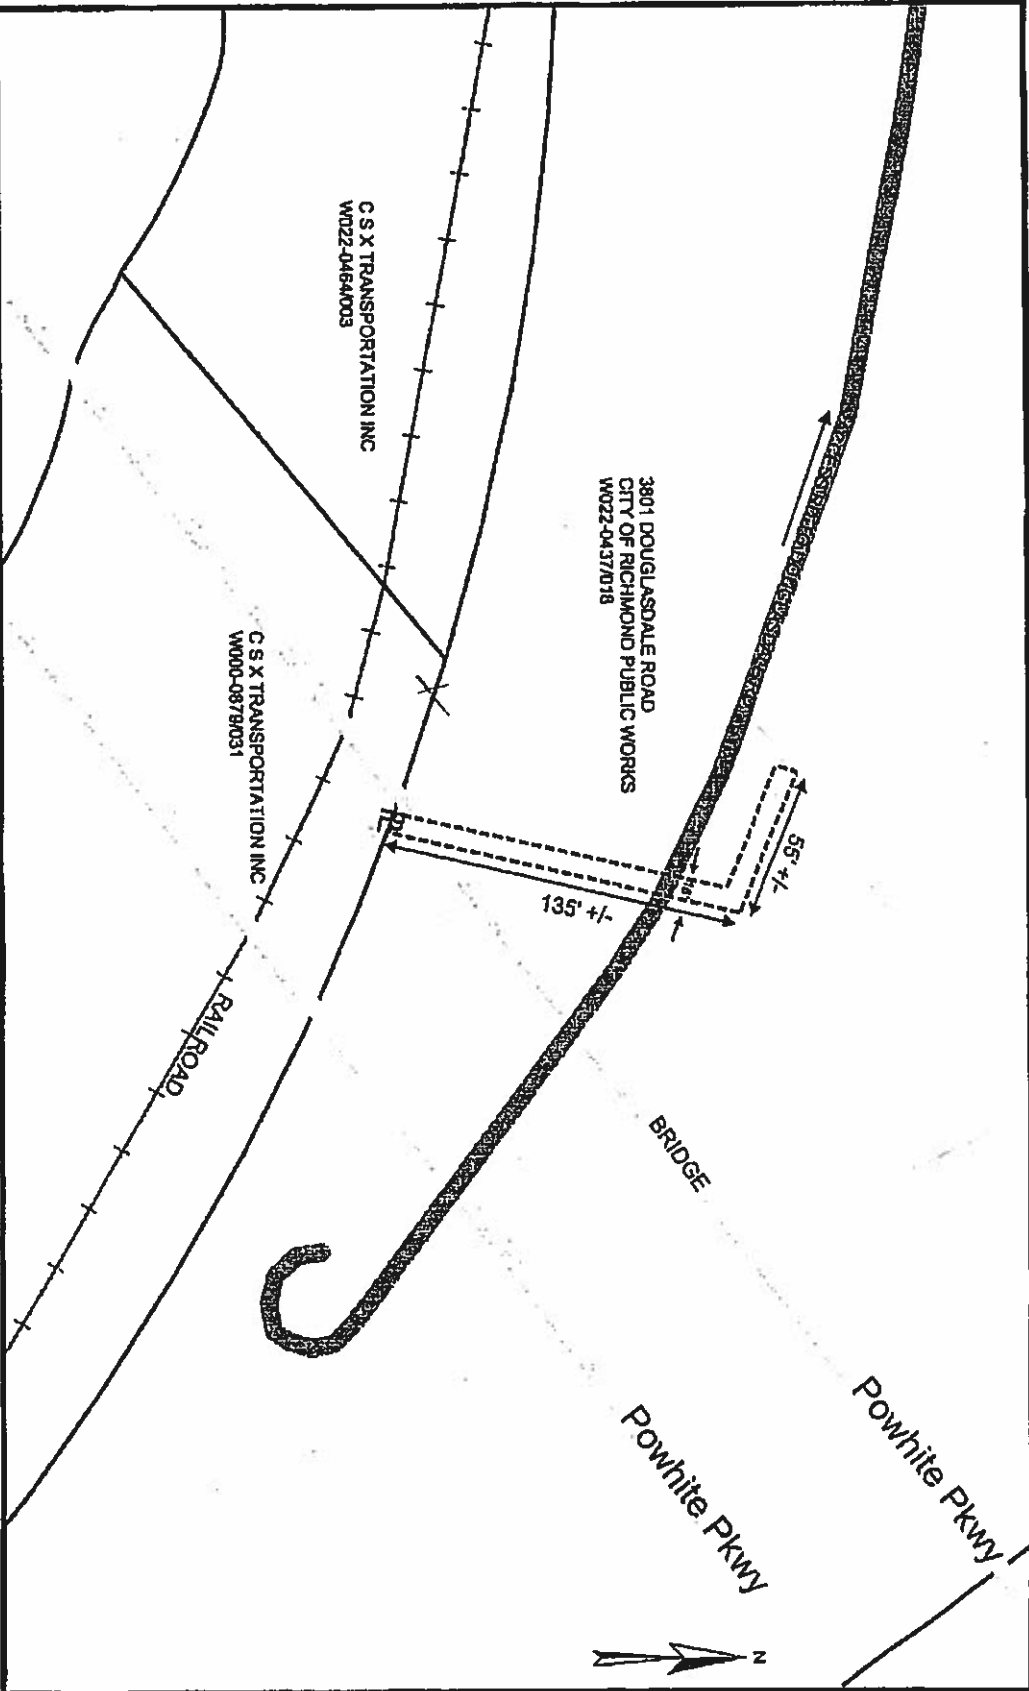 Powhite Pkwy
Powhite Pkwy
N
BRIDGE
3801 DOUGLASDALE ROAD
CITY OF RICHMOND PUBLIC WORKS
W022-0437/018
55' +/-
135' +/-
C S X TRANSPORTATION INC
W022-0464/003
C S X TRANSPORTATION INC
W000-0879/031
RAILROAD